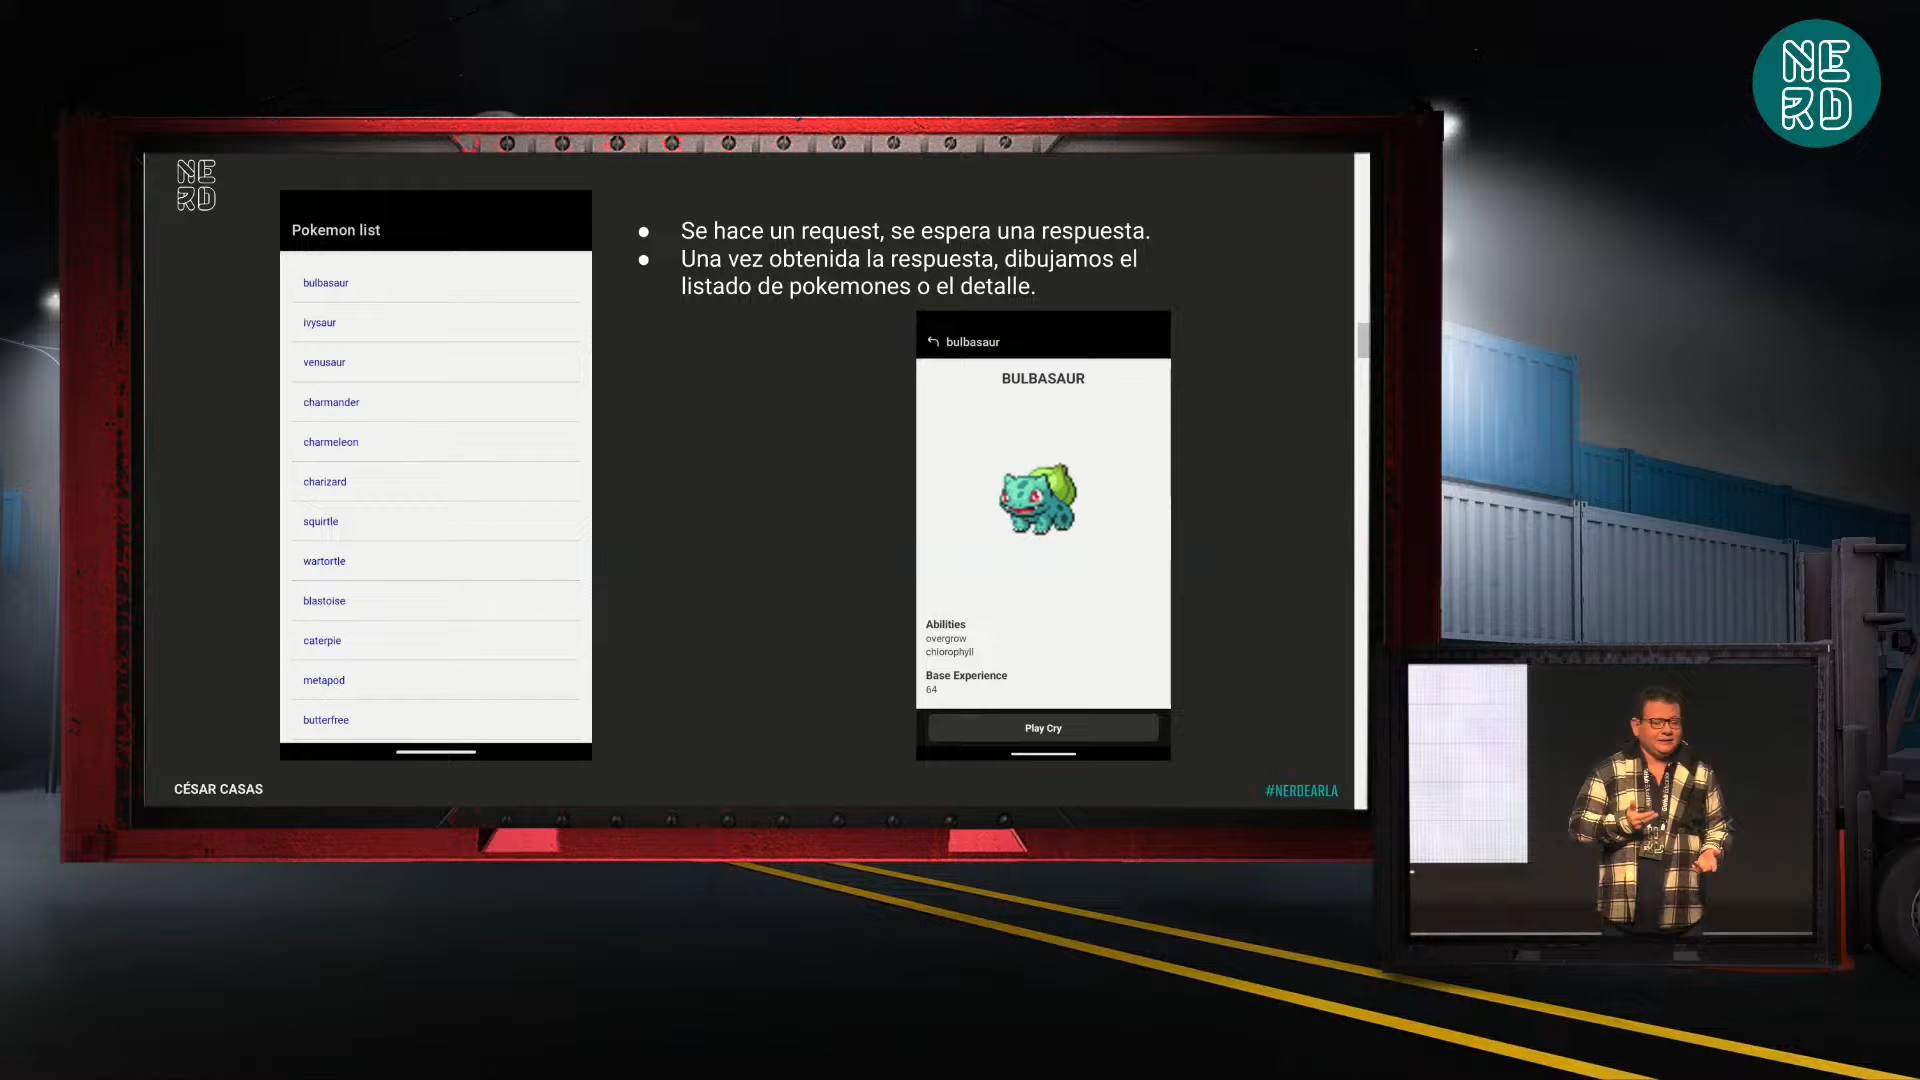 NE
RD
NE
RD
Pokemon list
bulbasaur
ivysaur
venusaur
charmander
charmeleon
charizard
squirtle
wartortle
blastoise
caterpie
metapod
butterfree
● Se hace un request, se espera una respuesta.
● Una vez obtenida la respuesta, dibujamos el
listado de pokemones o el detalle.
bulbasaur
BULBASAUR
Abilities
overgrow
chlorophyll
Base Experience
64
Play Cry
CÉSAR CASAS
#NERDEARLA